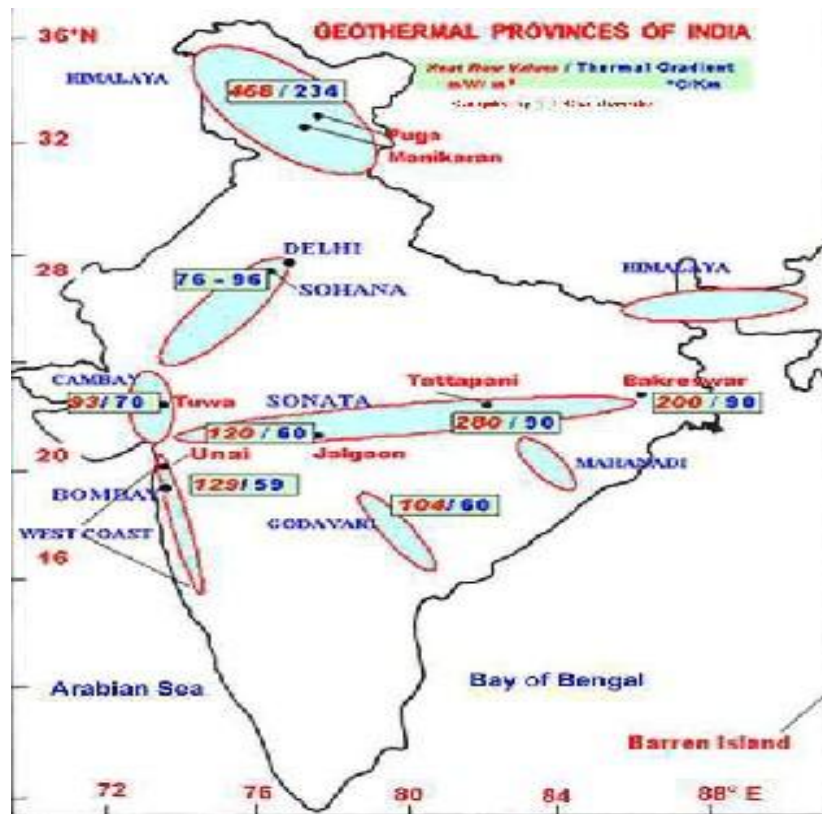 36°N
GEOTHERMAL PROVINCES OF INDIA
Heat Flow Values / Thermal Gradient
mW/m² °C/Km
HIMALAYA
468 / 234
Puga
Manikaran
32
DELHI
28
76 - 96
SOHANA
HIMALAYA
CAMBAY
Tattapani
Bakreswar
93/70
Tuwa
SONATA
200 / 90
120 / 60
280 / 90
Unai
Jalgaon
20
MAHANADI
BOMBAY
129/59
104/60
GODAVARI
WEST COAST
16
Arabian Sea
Bay of Bengal
Barren Island
72 76 80 84 88° E